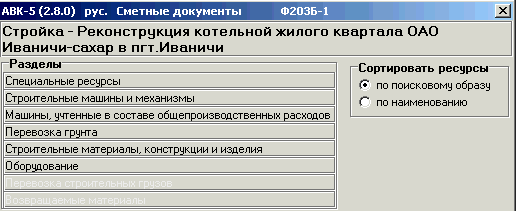 АВК-5 (2.8.0) рус. Сметные документы Ф203Б-1
Стройка - Реконструкция котельной жилого квартала ОАО
Иваничи-сахар в пгт.Иваничи
Разделы
Специальные ресурсы
Строительные машины и механизмы
Машины, учтенные в составе общепроизводственных расходов
Перевозка грунта
Строительные материалы, конструкции и изделия
Оборудование
Перевозка строительных грузов
Возвращаемые материалы
Сортировать ресурсы
по поисковому образу
по наименованию